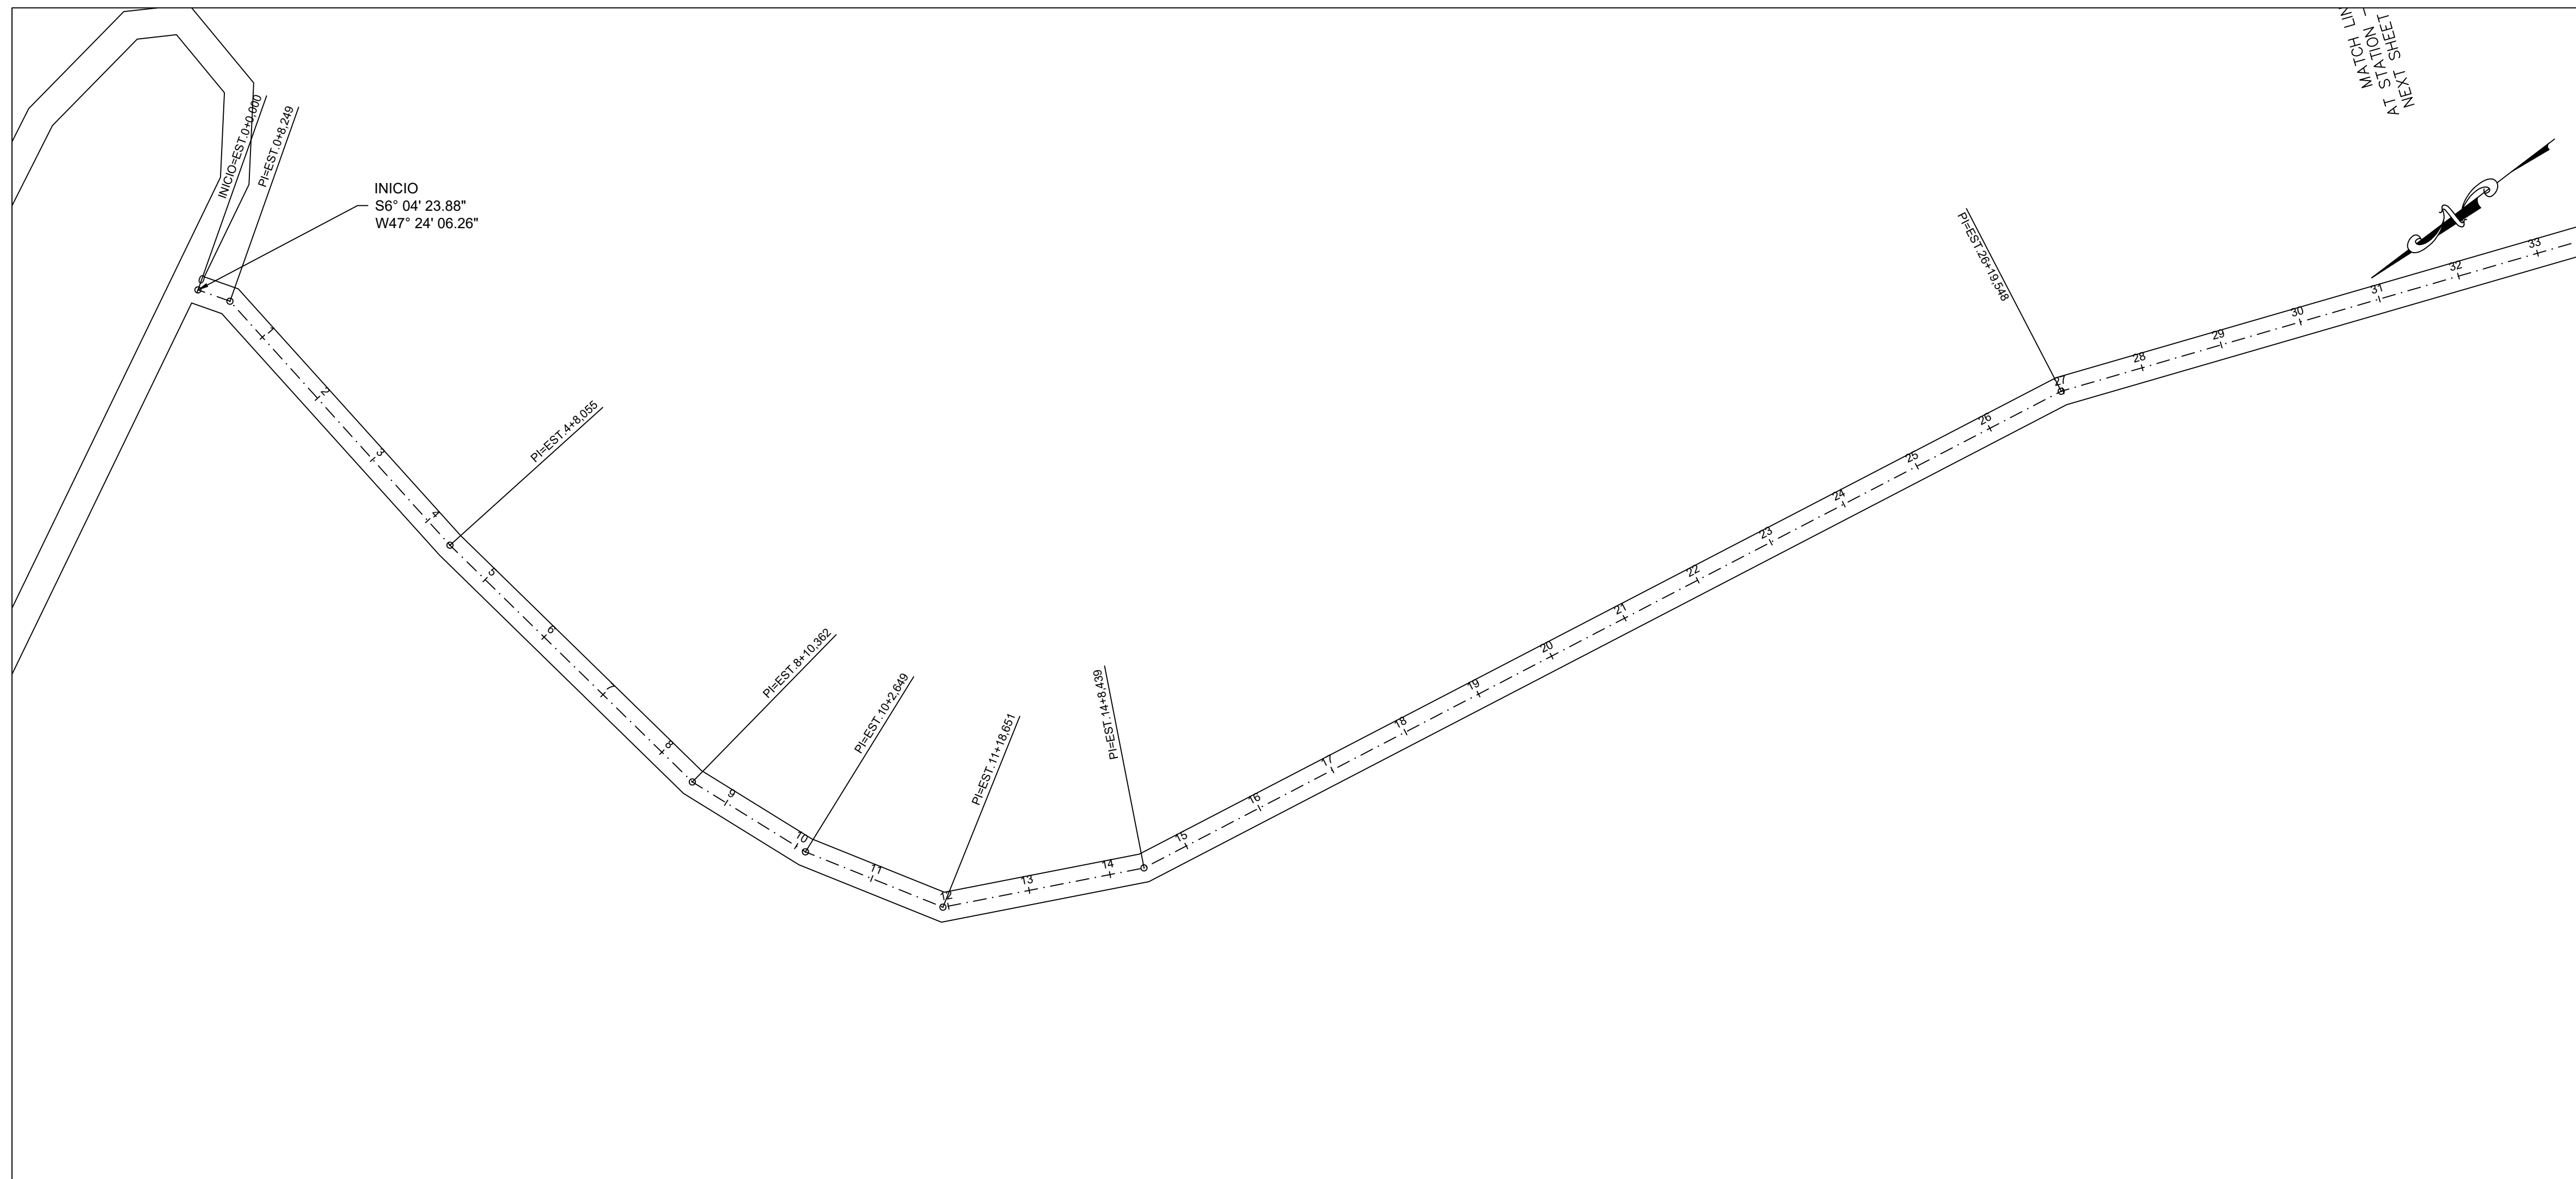 MATCH LIN
AT STATION -
NEXT SHEET
INICIO=EST.0+0,000
PI=EST.0+8,249
INICIO
S6° 04' 23.88"
W47° 24' 06.26"
PI=EST.4+8,055
PI=EST.8+10,362
PI=EST.10+2,649
PI=EST.11+18,651
PI=EST.14+8,439
PI=EST.26+19,548
0
1
2
3
4
5
6
7
8
9
10
11
12
13
14
15
16
17
18
19
20
21
22
23
24
25
26
27
28
29
30
31
32
33
N